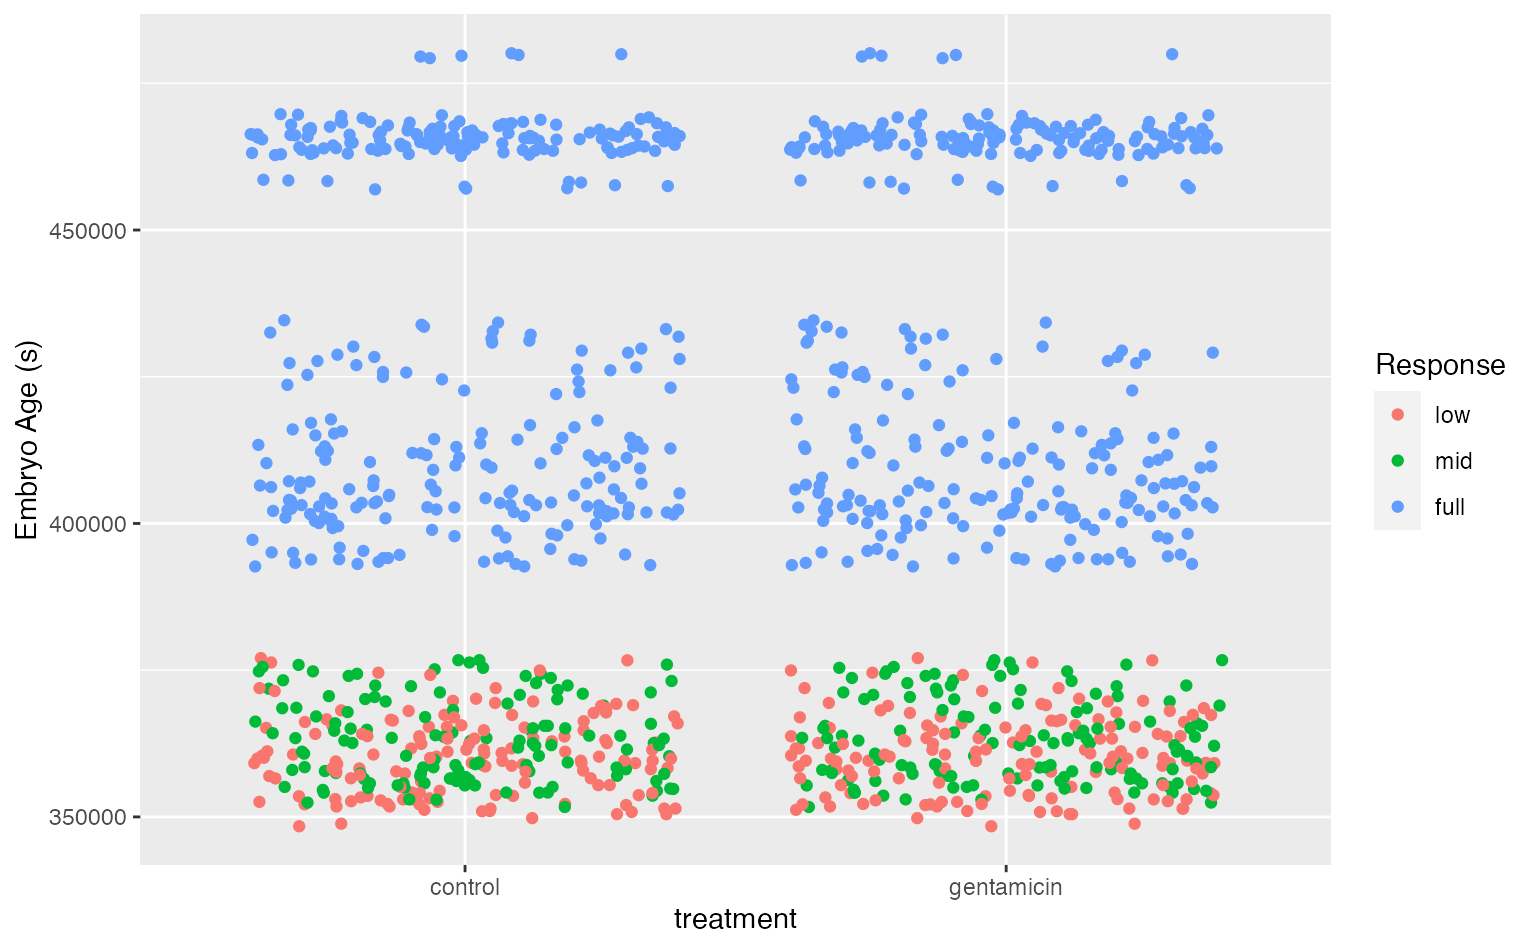 Embryo Age (s)
450000
400000
350000
control
gentamicin
treatment
Response
low
mid
full